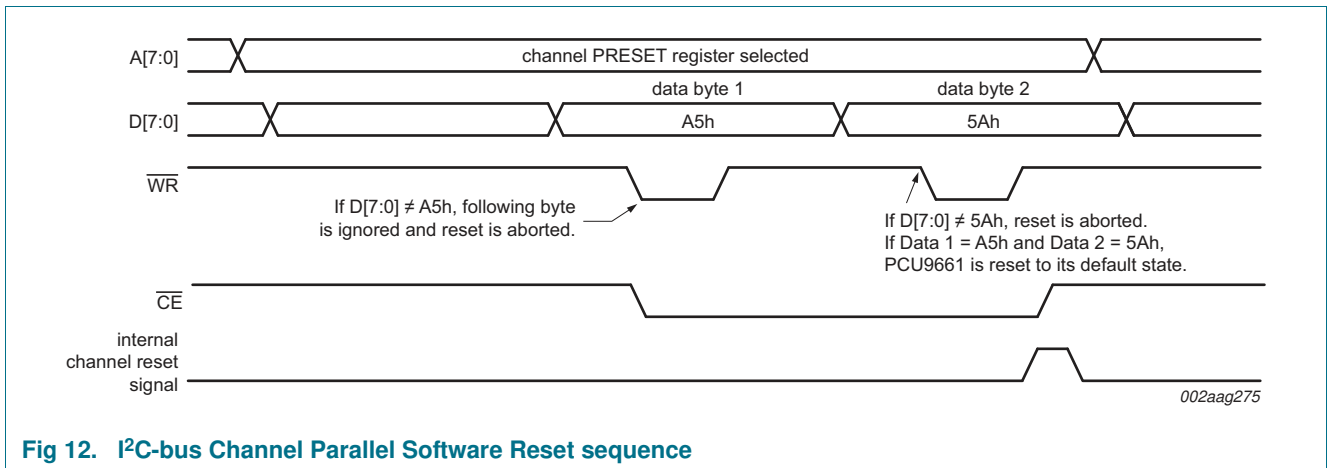 A[7:0]
channel PRESET register selected
data byte 1
data byte 2
D[7:0]
A5h
5Ah
WR
If D[7:0] ≠ A5h, following byte
is ignored and reset is aborted.
If D[7:0] ≠ 5Ah, reset is aborted.
If Data 1 = A5h and Data 2 = 5Ah,
PCU9661 is reset to its default state.
CE
internal
channel reset
signal
002aag275
Fig 12. I²C-bus Channel Parallel Software Reset sequence